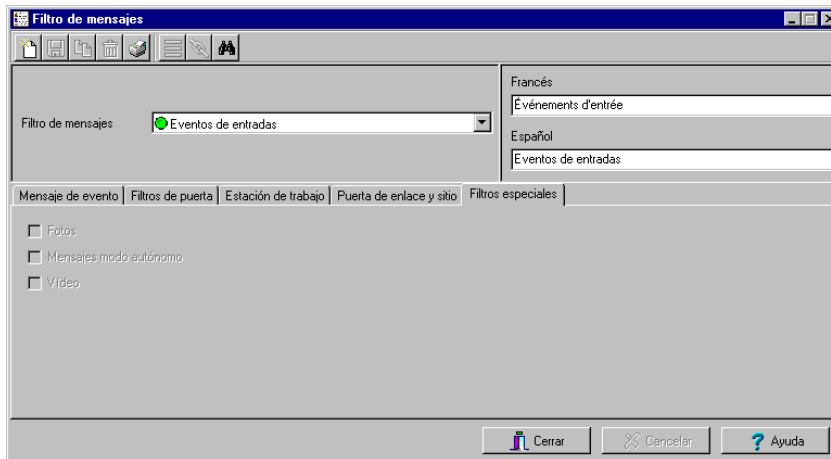 Filtro de mensajes
Francés
Événements d'entrée
Filtro de mensajes
Eventos de entradas
Español
Eventos de entradas
Mensaje de evento
Filtros de puerta
Estación de trabajo
Puerta de enlace y sitio
Filtros especiales
Fotos
Mensajes modo autónomo
Vídeo
Cerrar
Cancelar
Ayuda